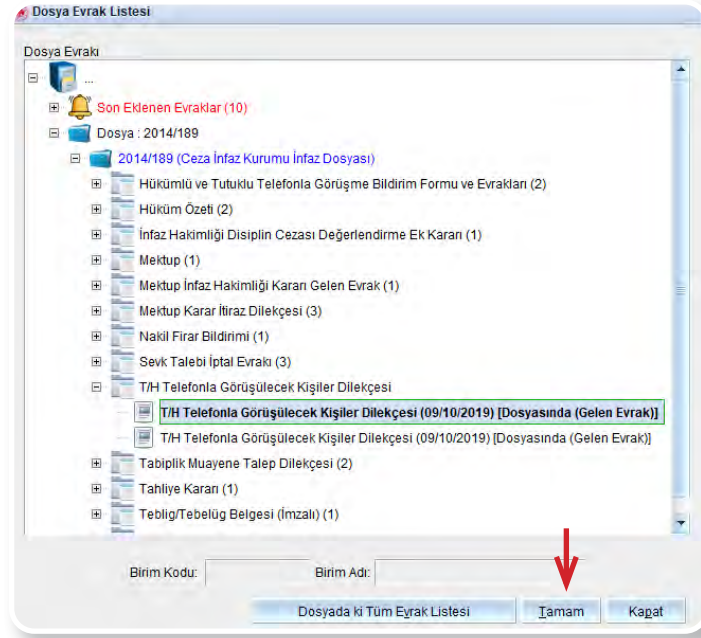 Dosya Evrak Listesi
Dosya Evrakı
...
Son Eklenen Evraklar (10)
Dosya : 2014/189
2014/189 (Ceza İnfaz Kurumu İnfaz Dosyası)
Hükümlü ve Tutuklu Telefonla Görüşme Bildirim Formu ve Evrakları (2)
Hüküm Özeti (2)
İnfaz Hakimliği Disiplin Cezası Değerlendirme Ek Kararı (1)
Mektup (1)
Mektup İnfaz Hakimliği Kararı Gelen Evrak (1)
Mektup Karar İtiraz Dilekçesi (3)
Nakil Firar Bildirimi (1)
Sevk Talebi İptal Evrakı (3)
T/H Telefonla Görüşülecek Kişiler Dilekçesi
T/H Telefonla Görüşülecek Kişiler Dilekçesi (09/10/2019) [Dosyasında (Gelen Evrak)]
T/H Telefonla Görüşülecek Kişiler Dilekçesi (09/10/2019) [Dosyasında (Gelen Evrak)]
Tabiplik Muayene Talep Dilekçesi (2)
Tahliye Kararı (1)
Teblig/Tebelüg Belgesi (İmzalı) (1)
Birim Kodu: Birim Adı:
Dosyada ki Tüm Evrak Listesi Tamam Kapat